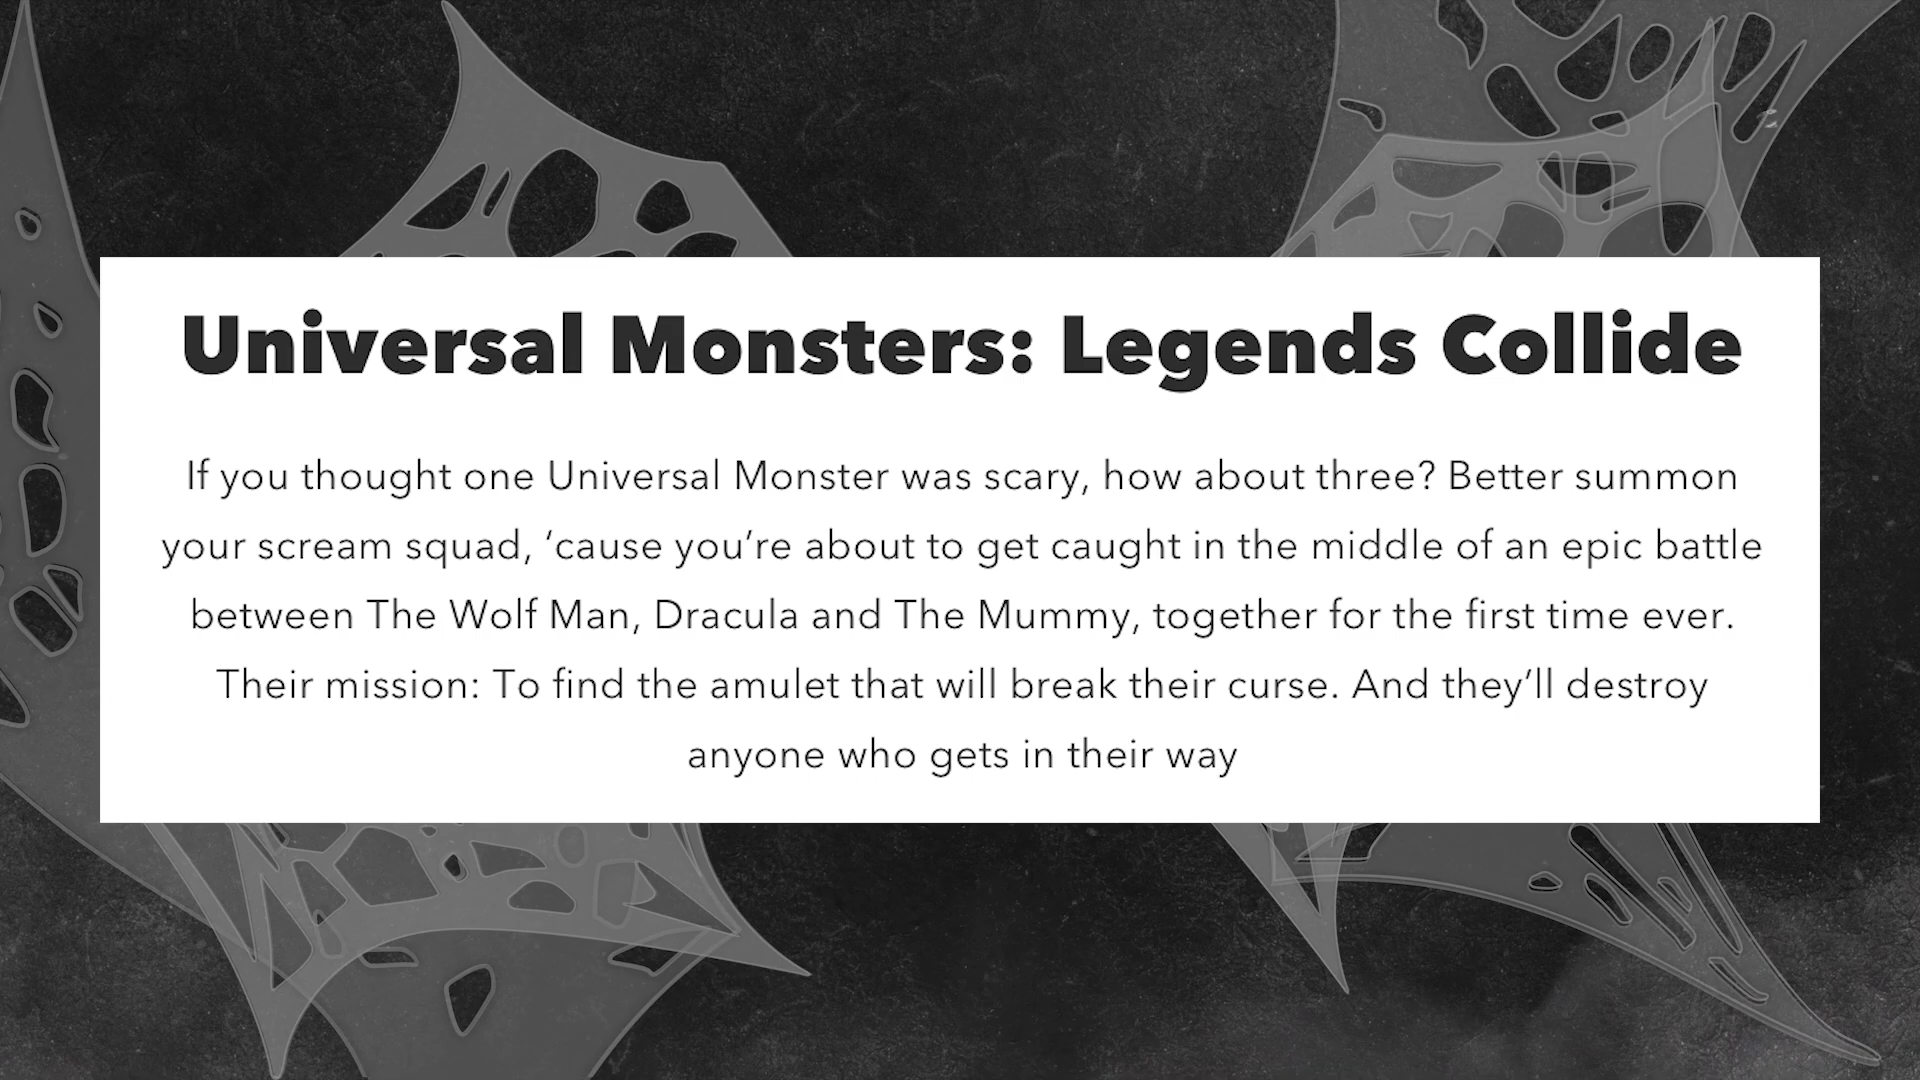 Universal Monsters: Legends Collide
If you thought one Universal Monster was scary, how about three? Better summon
your scream squad, ‘cause you’re about to get caught in the middle of an epic battle
between The Wolf Man, Dracula and The Mummy, together for the first time ever.
Their mission: To find the amulet that will break their curse. And they’ll destroy
anyone who gets in their way